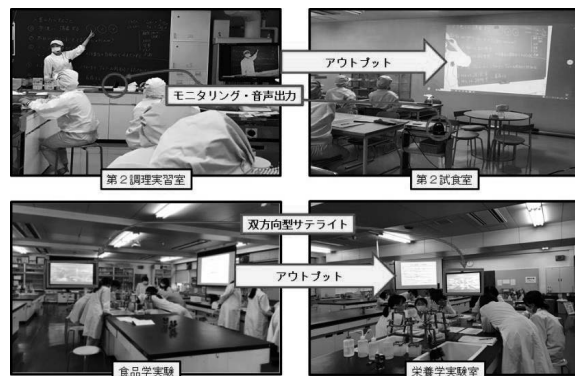 アウトプット
モニタリング・音声出力
第２調理実習室
第２試食室
双方向型サテライト
アウトプット
食品学実験
栄養学実験室